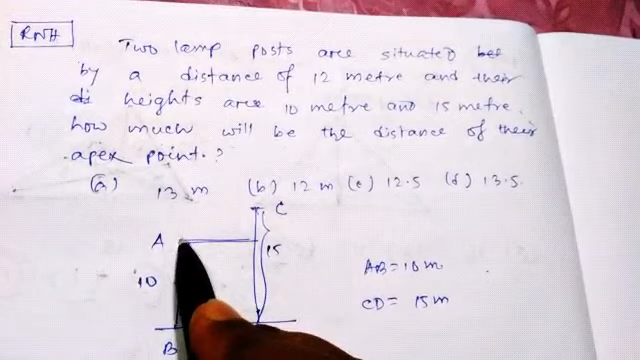 RNH
Two lamp posts are situated
by a distance of 12 metre and their
heights are 10 metre and 15 metre.
how much will be the distance of their
apex point.?
(a) 13 m (b) 12 m (c) 12.5 (d) 13.5.
C
A
15
10
AB = 10 m
CD = 15 m
B